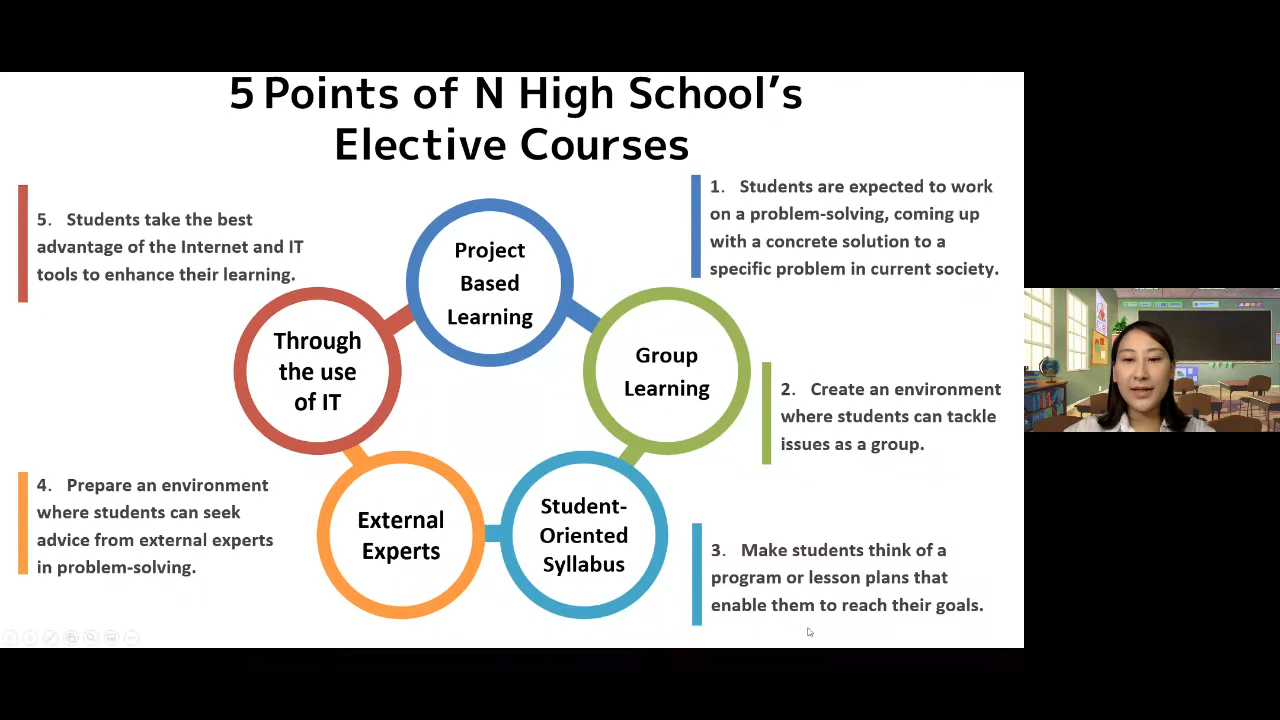 5 Points of N High School's
Elective Courses
Project
Based
Learning
1. Students are expected to work
on a problem-solving, coming up
with a concrete solution to a
specific problem in current society.
Group
Learning
2. Create an environment
where students can tackle
issues as a group.
Student-
Oriented
Syllabus
3. Make students think of a
program or lesson plans that
enable them to reach their goals.
External
Experts
4. Prepare an environment
where students can seek
advice from external experts
in problem-solving.
Through
the use
of IT
5. Students take the best
advantage of the Internet and IT
tools to enhance their learning.